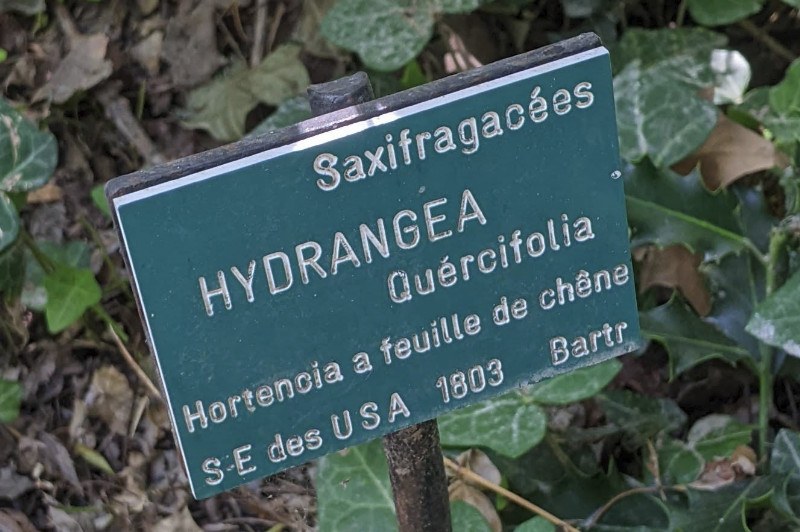 Saxifragacées
HYDRANGEA
Quércifolia
Hortencia a feuille de chêne
S-E des USA 1803 Bartr